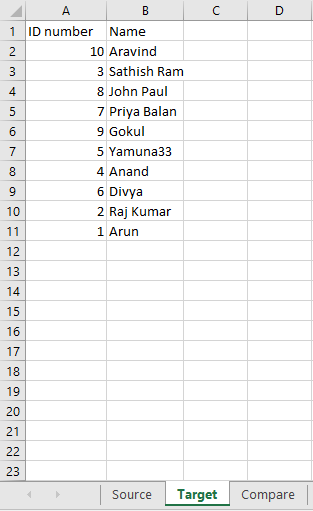 A B C D
1 ID number Name
2 10 Aravind
3 3 Sathish Ram
4 8 John Paul
5 7 Priya Balan
6 9 Gokul
7 5 Yamuna33
8 4 Anand
9 6 Divya
10 2 Raj Kumar
11 1 Arun
12
13
14
15
16
17
18
19
20
21
22
23
Source Target Compare